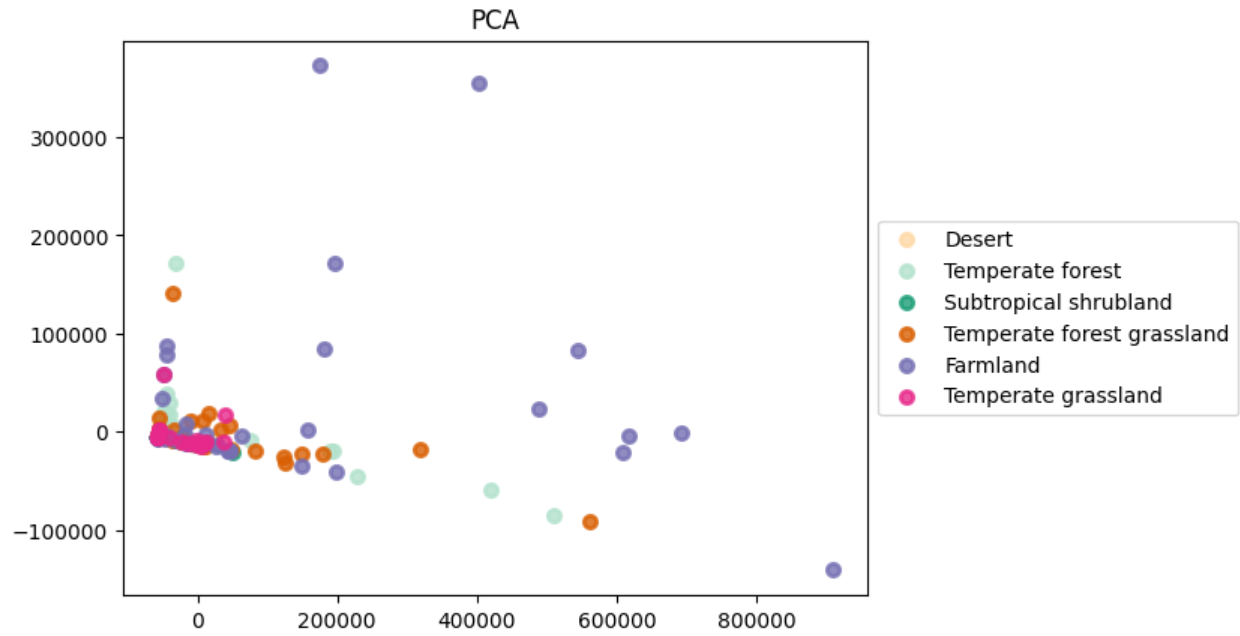 PCA
300000
200000
100000
0
−100000
0
200000
400000
600000
800000
Desert
Temperate forest
Subtropical shrubland
Temperate forest grassland
Farmland
Temperate grassland